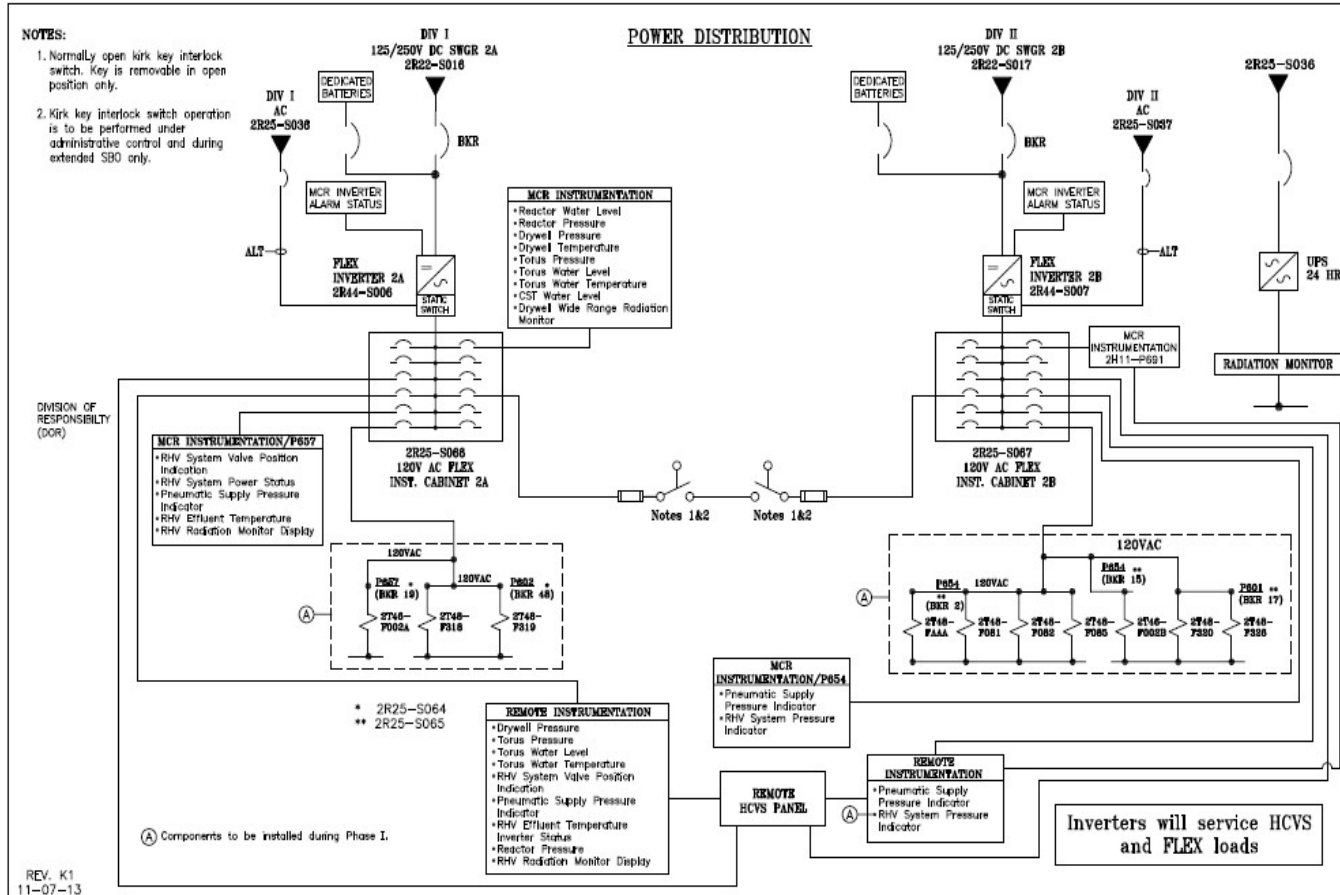 NOTES:
1. Normally open kirk key interlock
switch. Key is removable in open
position only.
2. Kirk key interlock switch operation
is to be performed under
administrative control and during
extended SBO only.
POWER DISTRIBUTION
DIV I
125/250V DC SWGR 2A
2R22-S016
DEDICATED
BATTERIES
DIV I
AC
2R25-S036
BKR
MCR INVERTER
ALARM STATUS
ALT
FLEX
INVERTER 2A
2R44-S006
STATIC
SWITCH
MCR INSTRUMENTATION
•Reactor Water Level
•Reactor Pressure
•Drywell Pressure
•Drywell Temperature
•Torus Pressure
•Torus Water Level
•Torus Water Temperature
•CST Water Level
•Drywell Wide Range Radiation
Monitor
DIV II
125/250V DC SWGR 2B
2R22-S017
DEDICATED
BATTERIES
BKR
DIV II
AC
2R25-S037
MCR INVERTER
ALARM STATUS
ALT
FLEX
INVERTER 2B
2R44-S007
STATIC
SWITCH
2R25-S036
UPS
24 HR
RADIATION MONITOR
MCR
INSTRUMENTATION
2H11-P691
DIVISION OF
RESPONSIBILTY
(DOR)
MCR INSTRUMENTATION/P657
•RHV System Valve Position
Indication
•RHV System Power Status
•Pneumatic Supply Pressure
Indicator
•RHV Effluent Temperature
•RHV Radiation Monitor Display
2R25-S066
120V AC FLEX
INST. CABINET 2A
Notes 1&2
Notes 1&2
2R25-S067
120V AC FLEX
INST. CABINET 2B
120VAC
P657 *
(BKR 19)
120VAC
P602 *
(BKR 48)
A
2T46-
F002A
2T48-
F318
2T48-
F319
120VAC
P654
**
(BKR 2)
120VAC
P654 **
(BKR 15)
P601 **
(BKR 17)
A
2T48-
FAAA
2T48-
F081
2T48-
F082
2T48-
F085
2T46-
F002B
2T48-
F320
2T48-
F326
* 2R25-S064
** 2R25-S065
MCR
INSTRUMENTATION/P654
•Pneumatic Supply
Pressure Indicator
•RHV System Pressure
Indicator
REMOTE INSTRUMENTATION
•Drywell Pressure
•Torus Pressure
•Torus Water Level
•Torus Water Temperature
•RHV System Valve Position
Indication
•Pneumatic Supply Pressure
Indicator
•RHV Effluent Temperature
Inverter Status
•Reactor Pressure
•RHV Radiation Monitor Display
REMOTE
HCVS PANEL
REMOTE
INSTRUMENTATION
•Pneumatic Supply
Pressure Indicator
•RHV System Pressure
Indicator
A
Inverters will service HCVS
and FLEX loads
A Components to be installed during Phase I.
REV. K1
11-07-13